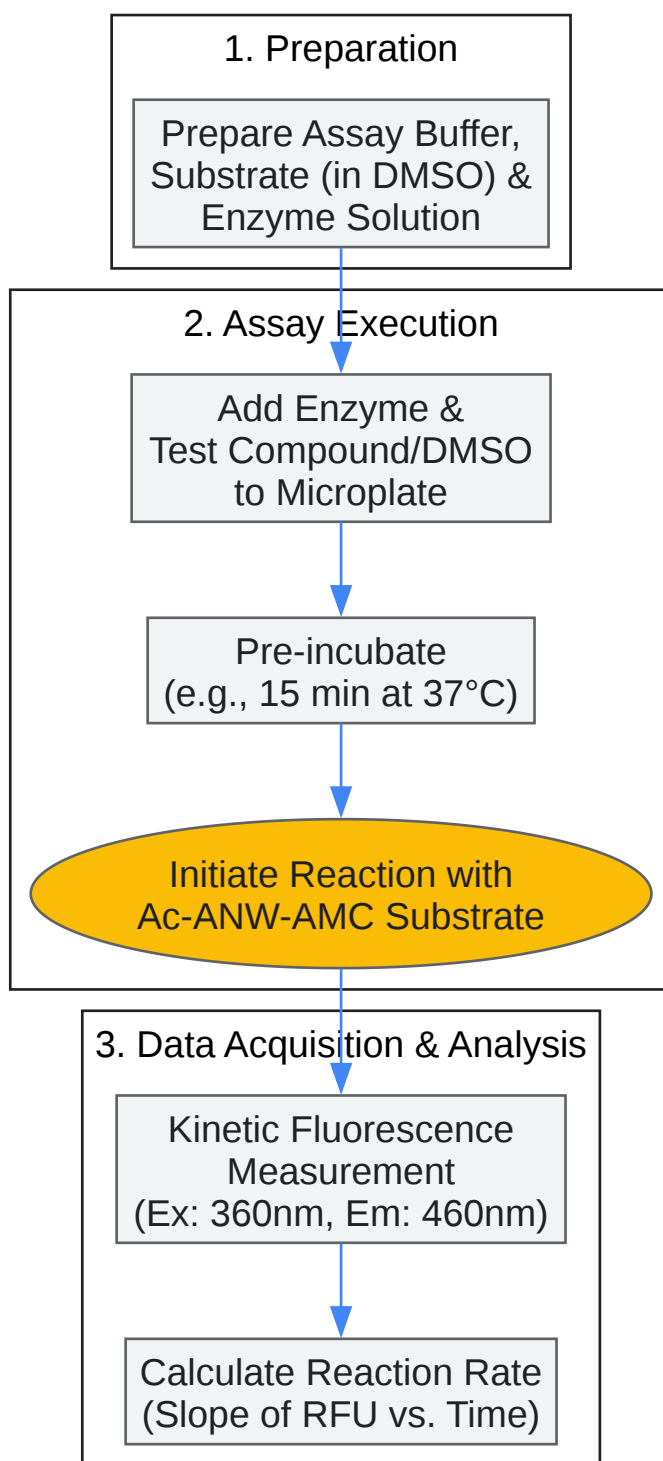 1. Preparation
Prepare Assay Buffer,
Substrate (in DMSO) &
Enzyme Solution
2. Assay Execution
Add Enzyme &
Test Compound/DMSO
to Microplate
Pre-incubate
(e.g., 15 min at 37°C)
Initiate Reaction with
Ac-ANW-AMC Substrate
3. Data Acquisition & Analysis
Kinetic Fluorescence
Measurement
(Ex: 360nm, Em: 460nm)
Calculate Reaction Rate
(Slope of RFU vs. Time)